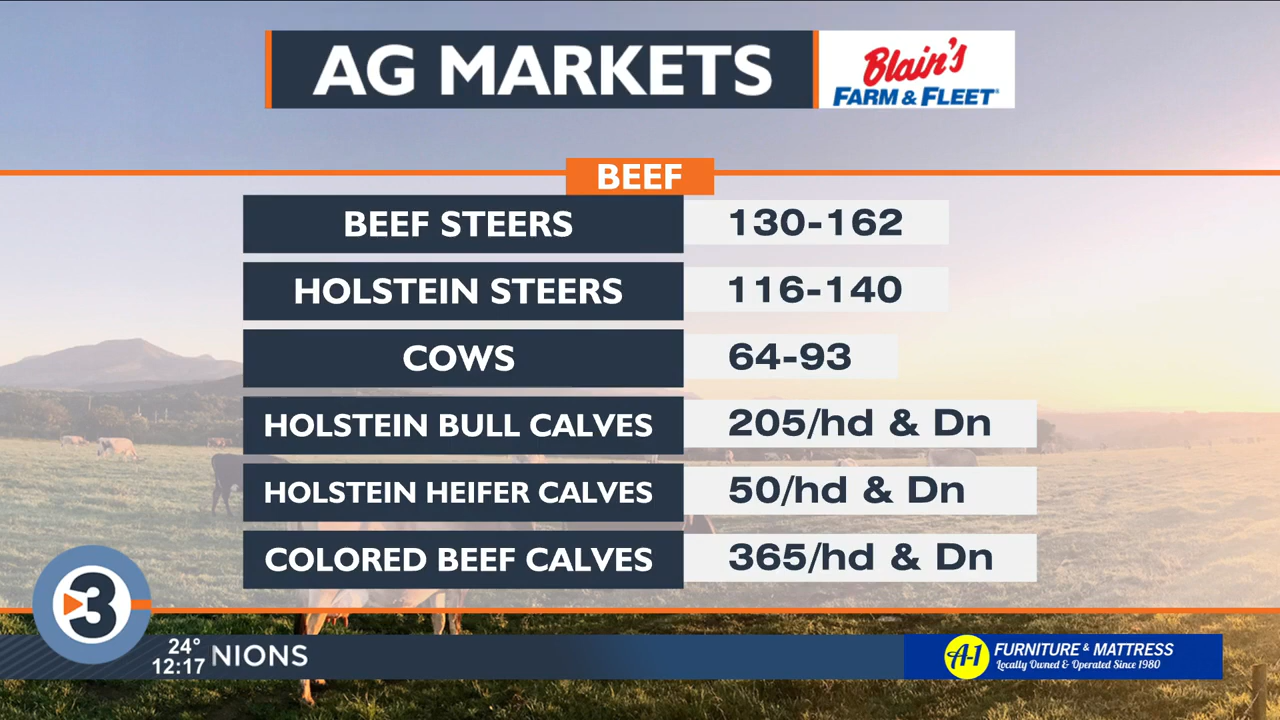 AG MARKETS
Blain's
FARM & FLEET
BEEF
BEEF STEERS 130-162
HOLSTEIN STEERS 116-140
COWS 64-93
HOLSTEIN BULL CALVES 205/hd & Dn
HOLSTEIN HEIFER CALVES 50/hd & Dn
COLORED BEEF CALVES 365/hd & Dn
3
24°
12:17
NIONS
A-1 FURNITURE & MATTRESS
Locally Owned & Operated Since 1980